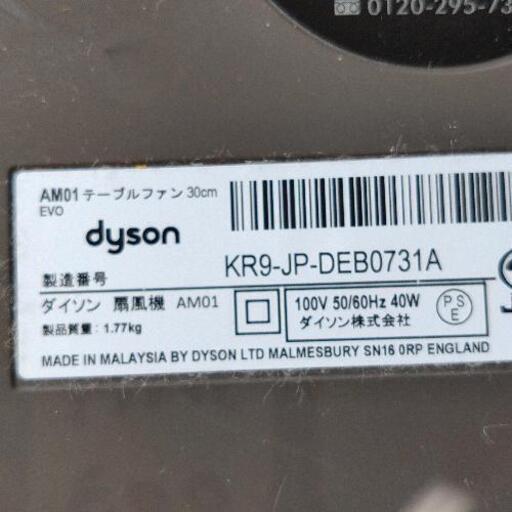 0120-295-73
AM01 テーブルファン 30cm
EVO
dyson
製造番号
KR9-JP-DEB0731A
ダイソン 扇風機 AM01
製品質量：1.77kg
100V 50/60Hz 40W
ダイソン株式会社
PS
E
MADE IN MALAYSIA BY DYSON LTD MALMESBURY SN16 0RP ENGLAND